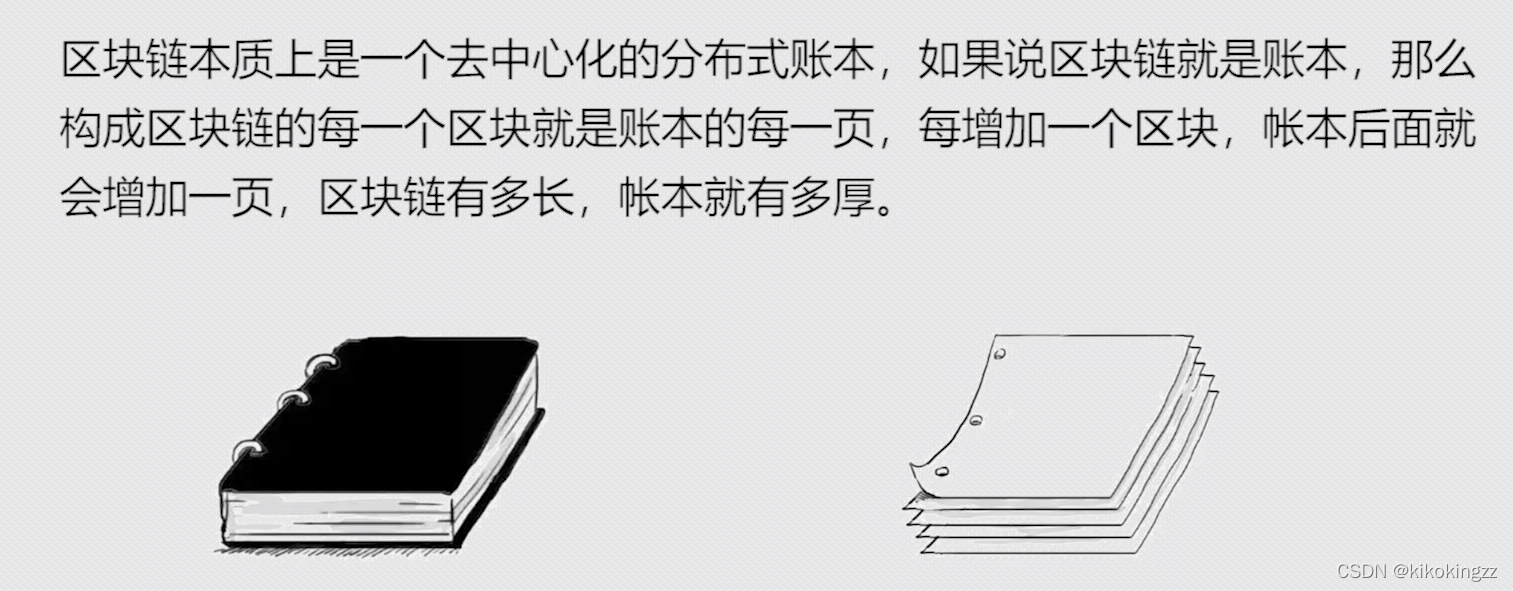 区块链本质上是一个去中心化的分布式账本，如果说区块链就是账本，那么
构成区块链的每一个区块就是账本的每一页，每增加一个区块，帐本后面就
会增加一页，区块链有多长，帐本就有多厚。
CSDN @kikokingzz